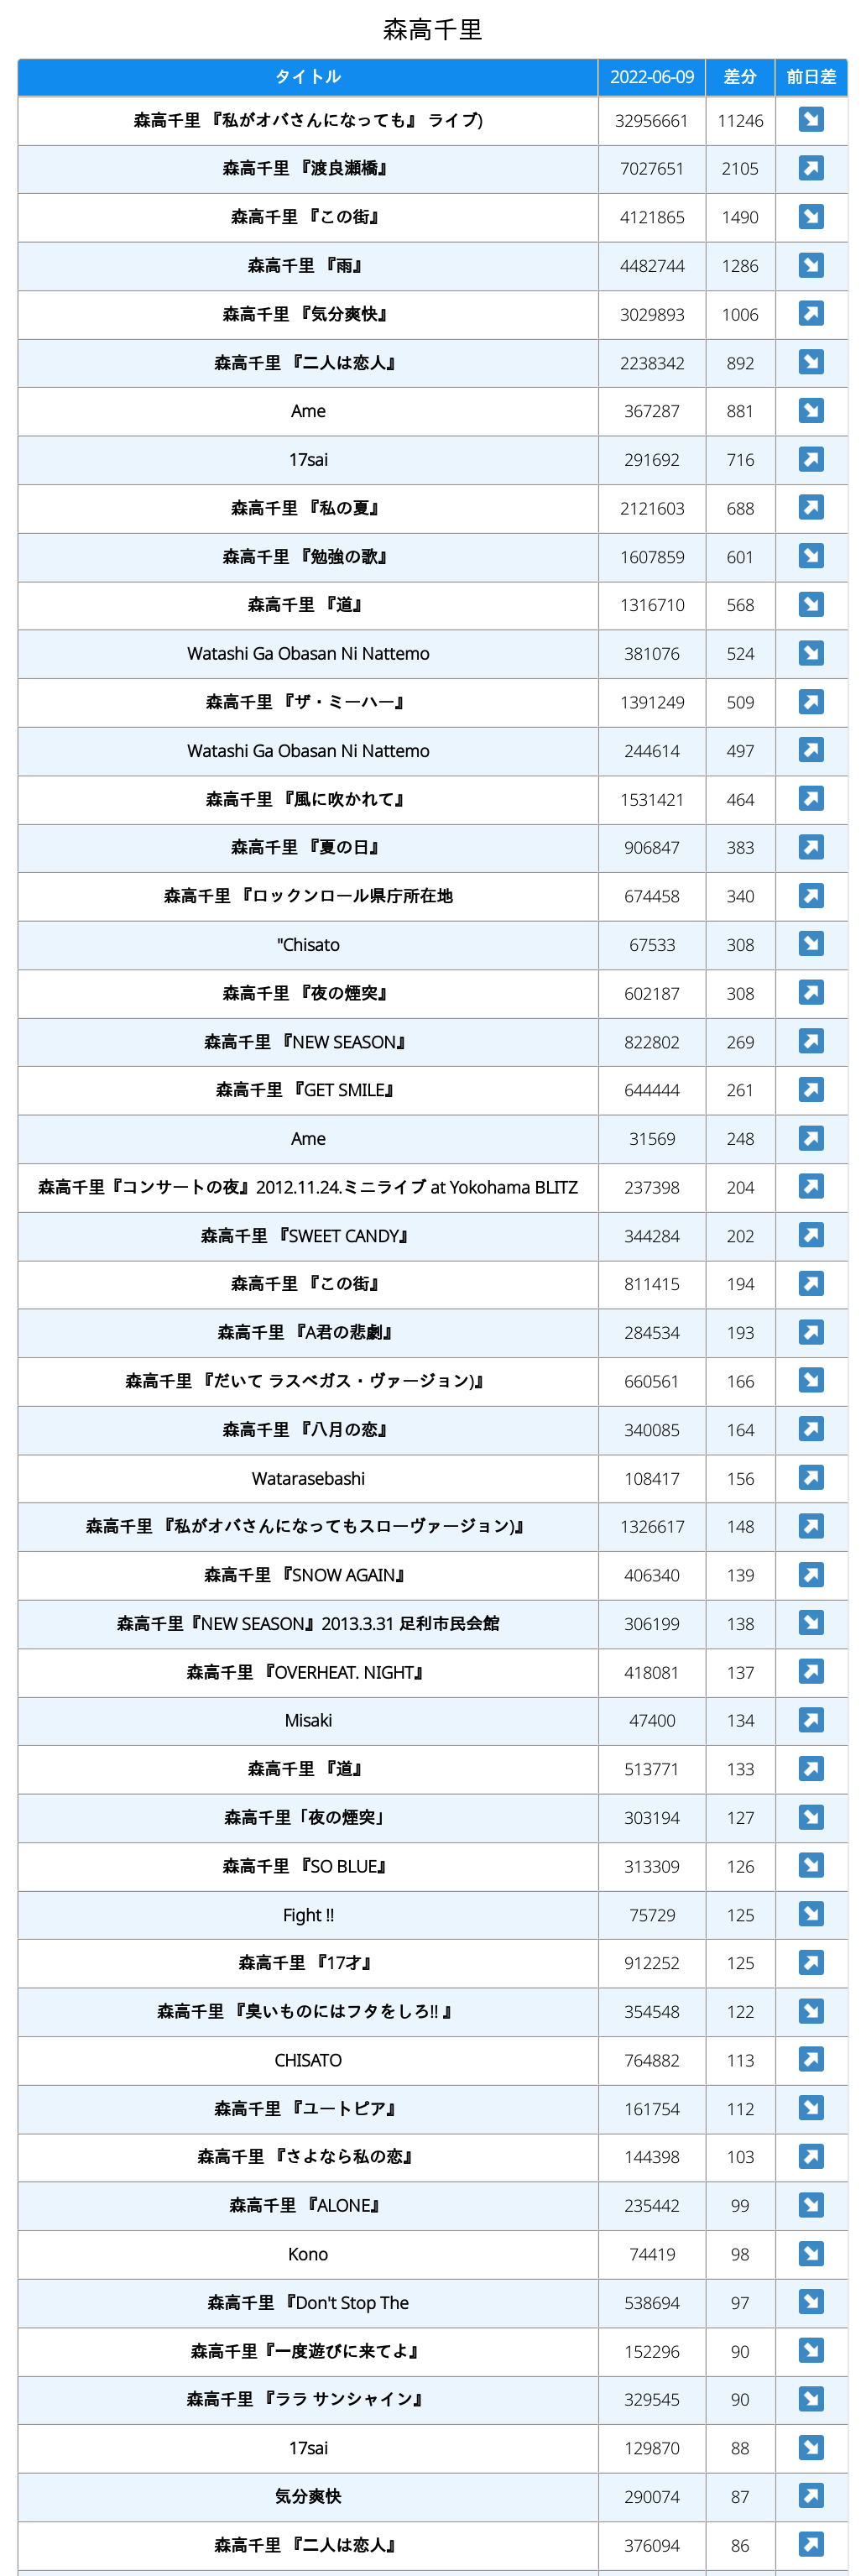 森高千里
タイトル 2022-06-09 差分 前日差
森高千里 『私がオバさんになっても』 ライブ) 32956661 11246 ↘
森高千里 『渡良瀬橋』 7027651 2105 ↗
森高千里 『この街』 4121865 1490 ↘
森高千里 『雨』 4482744 1286 ↘
森高千里 『気分爽快』 3029893 1006 ↗
森高千里 『二人は恋人』 2238342 892 ↘
Ame 367287 881 ↘
17sai 291692 716 ↗
森高千里 『私の夏』 2121603 688 ↗
森高千里 『勉強の歌』 1607859 601 ↘
森高千里 『道』 1316710 568 ↘
Watashi Ga Obasan Ni Nattemo 381076 524 ↘
森高千里 『ザ・ミーハー』 1391249 509 ↗
Watashi Ga Obasan Ni Nattemo 244614 497 ↗
森高千里 『風に吹かれて』 1531421 464 ↗
森高千里 『夏の日』 906847 383 ↗
森高千里 『ロックンロール県庁所在地 674458 340 ↗
"Chisato 67533 308 ↘
森高千里 『夜の煙突』 602187 308 ↗
森高千里 『NEW SEASON』 822802 269 ↗
森高千里 『GET SMILE』 644444 261 ↗
Ame 31569 248 ↗
森高千里『コンサートの夜』2012.11.24.ミニライブ at Yokohama BLITZ 237398 204 ↗
森高千里 『SWEET CANDY』 344284 202 ↗
森高千里 『この街』 811415 194 ↗
森高千里 『A君の悲劇』 284534 193 ↗
森高千里 『だいて ラスベガス・ヴァージョン)』 660561 166 ↘
森高千里 『八月の恋』 340085 164 ↗
Watarasebashi 108417 156 ↗
森高千里 『私がオバさんになってもスローヴァージョン)』 1326617 148 ↗
森高千里 『SNOW AGAIN』 406340 139 ↗
森高千里『NEW SEASON』2013.3.31 足利市民会館 306199 138 ↘
森高千里 『OVERHEAT. NIGHT』 418081 137 ↗
Misaki 47400 134 ↗
森高千里 『道』 513771 133 ↗
森高千里「夜の煙突」 303194 127 ↘
森高千里 『SO BLUE』 313309 126 ↘
Fight !! 75729 125 ↘
森高千里 『17才』 912252 125 ↗
森高千里 『臭いものにはフタをしろ!! 』 354548 122 ↘
CHISATO 764882 113 ↗
森高千里 『ユートピア』 161754 112 ↘
森高千里 『さよなら私の恋』 144398 103 ↗
森高千里 『ALONE』 235442 99 ↘
Kono 74419 98 ↘
森高千里 『Don't Stop The 538694 97 ↘
森高千里『一度遊びに来てよ』 152296 90 ↘
森高千里 『ララ サンシャイン』 329545 90 ↘
17sai 129870 88 ↘
気分爽快 290074 87 ↗
森高千里 『二人は恋人』 376094 86 ↗